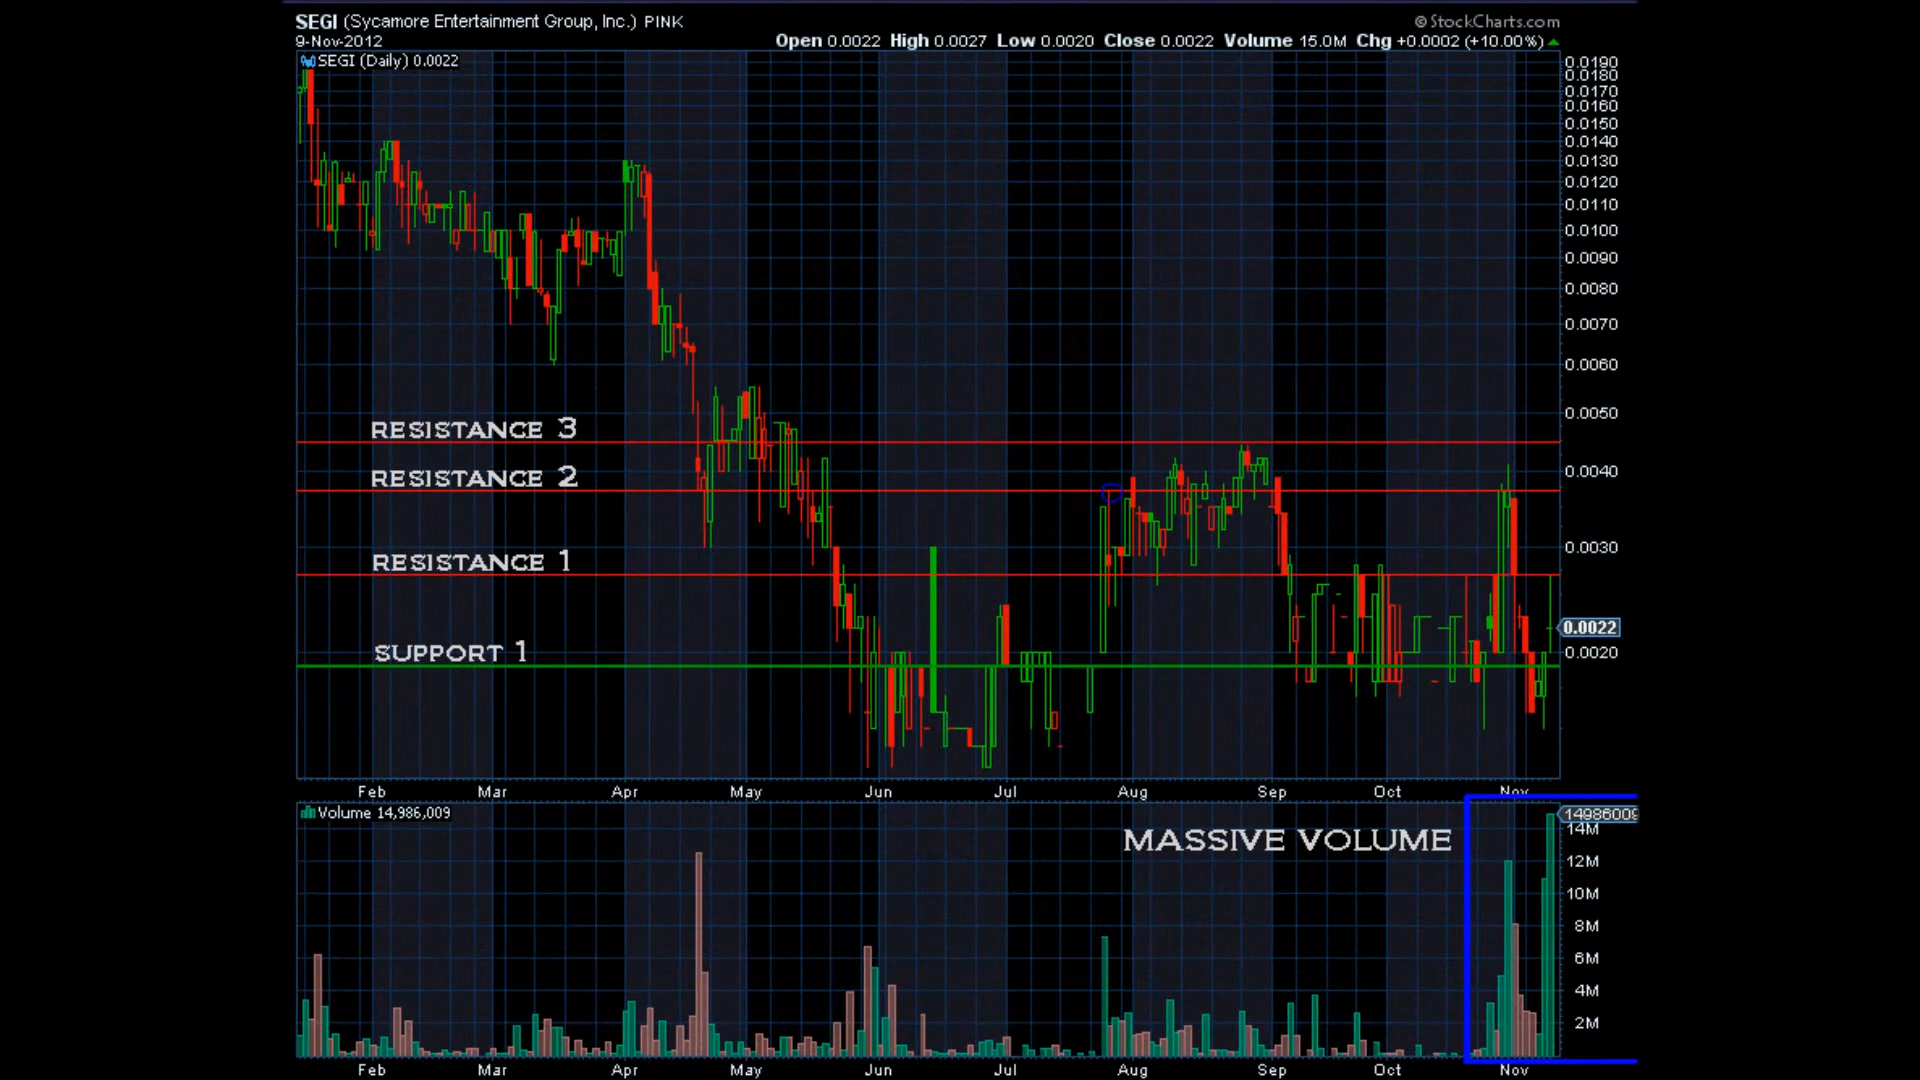 SEGI (Sycamore Entertainment Group, Inc.) PINK
© StockCharts.com
9-Nov-2012
Open 0.0022 High 0.0027 Low 0.0020 Close 0.0022 Volume 15.0M Chg +0.0002 (+10.00%)
SEGI (Daily) 0.0022
0.0190
0.0180
0.0170
0.0160
0.0150
0.0140
0.0130
0.0120
0.0110
0.0100
0.0090
0.0080
0.0070
0.0060
0.0050
RESISTANCE 3
0.0040
RESISTANCE 2
0.0030
RESISTANCE 1
0.0022
0.0020
SUPPORT 1
Feb Mar Apr May Jun Jul Aug Sep Oct Nov
Volume 14,986,009
14986009
14M
MASSIVE VOLUME
12M
10M
8M
6M
4M
2M
Feb Mar Apr May Jun Jul Aug Sep Oct Nov